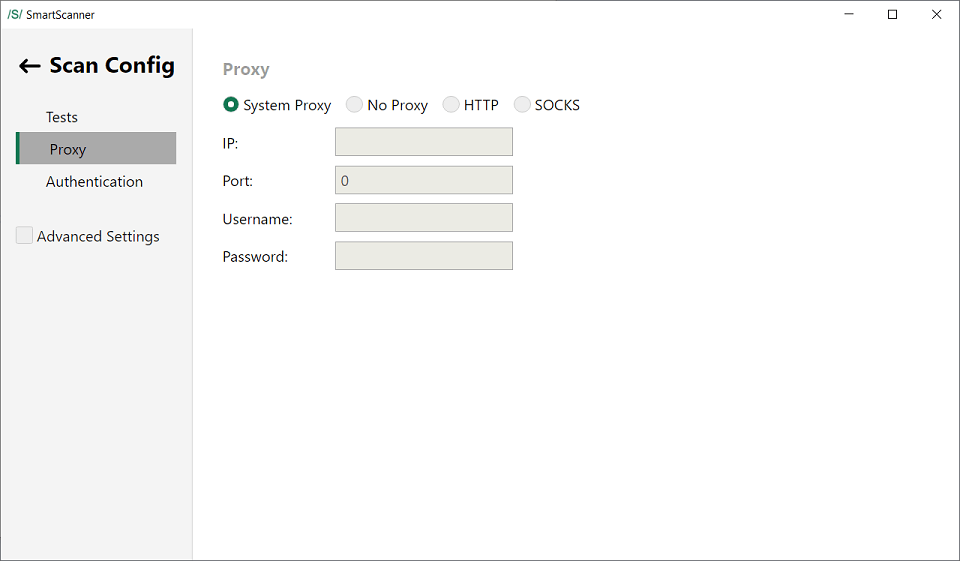 /S/ SmartScanner
Scan Config
Tests
Proxy
Authentication
Advanced Settings
Proxy
System Proxy No Proxy HTTP SOCKS
IP:
Port: 0
Username:
Password: